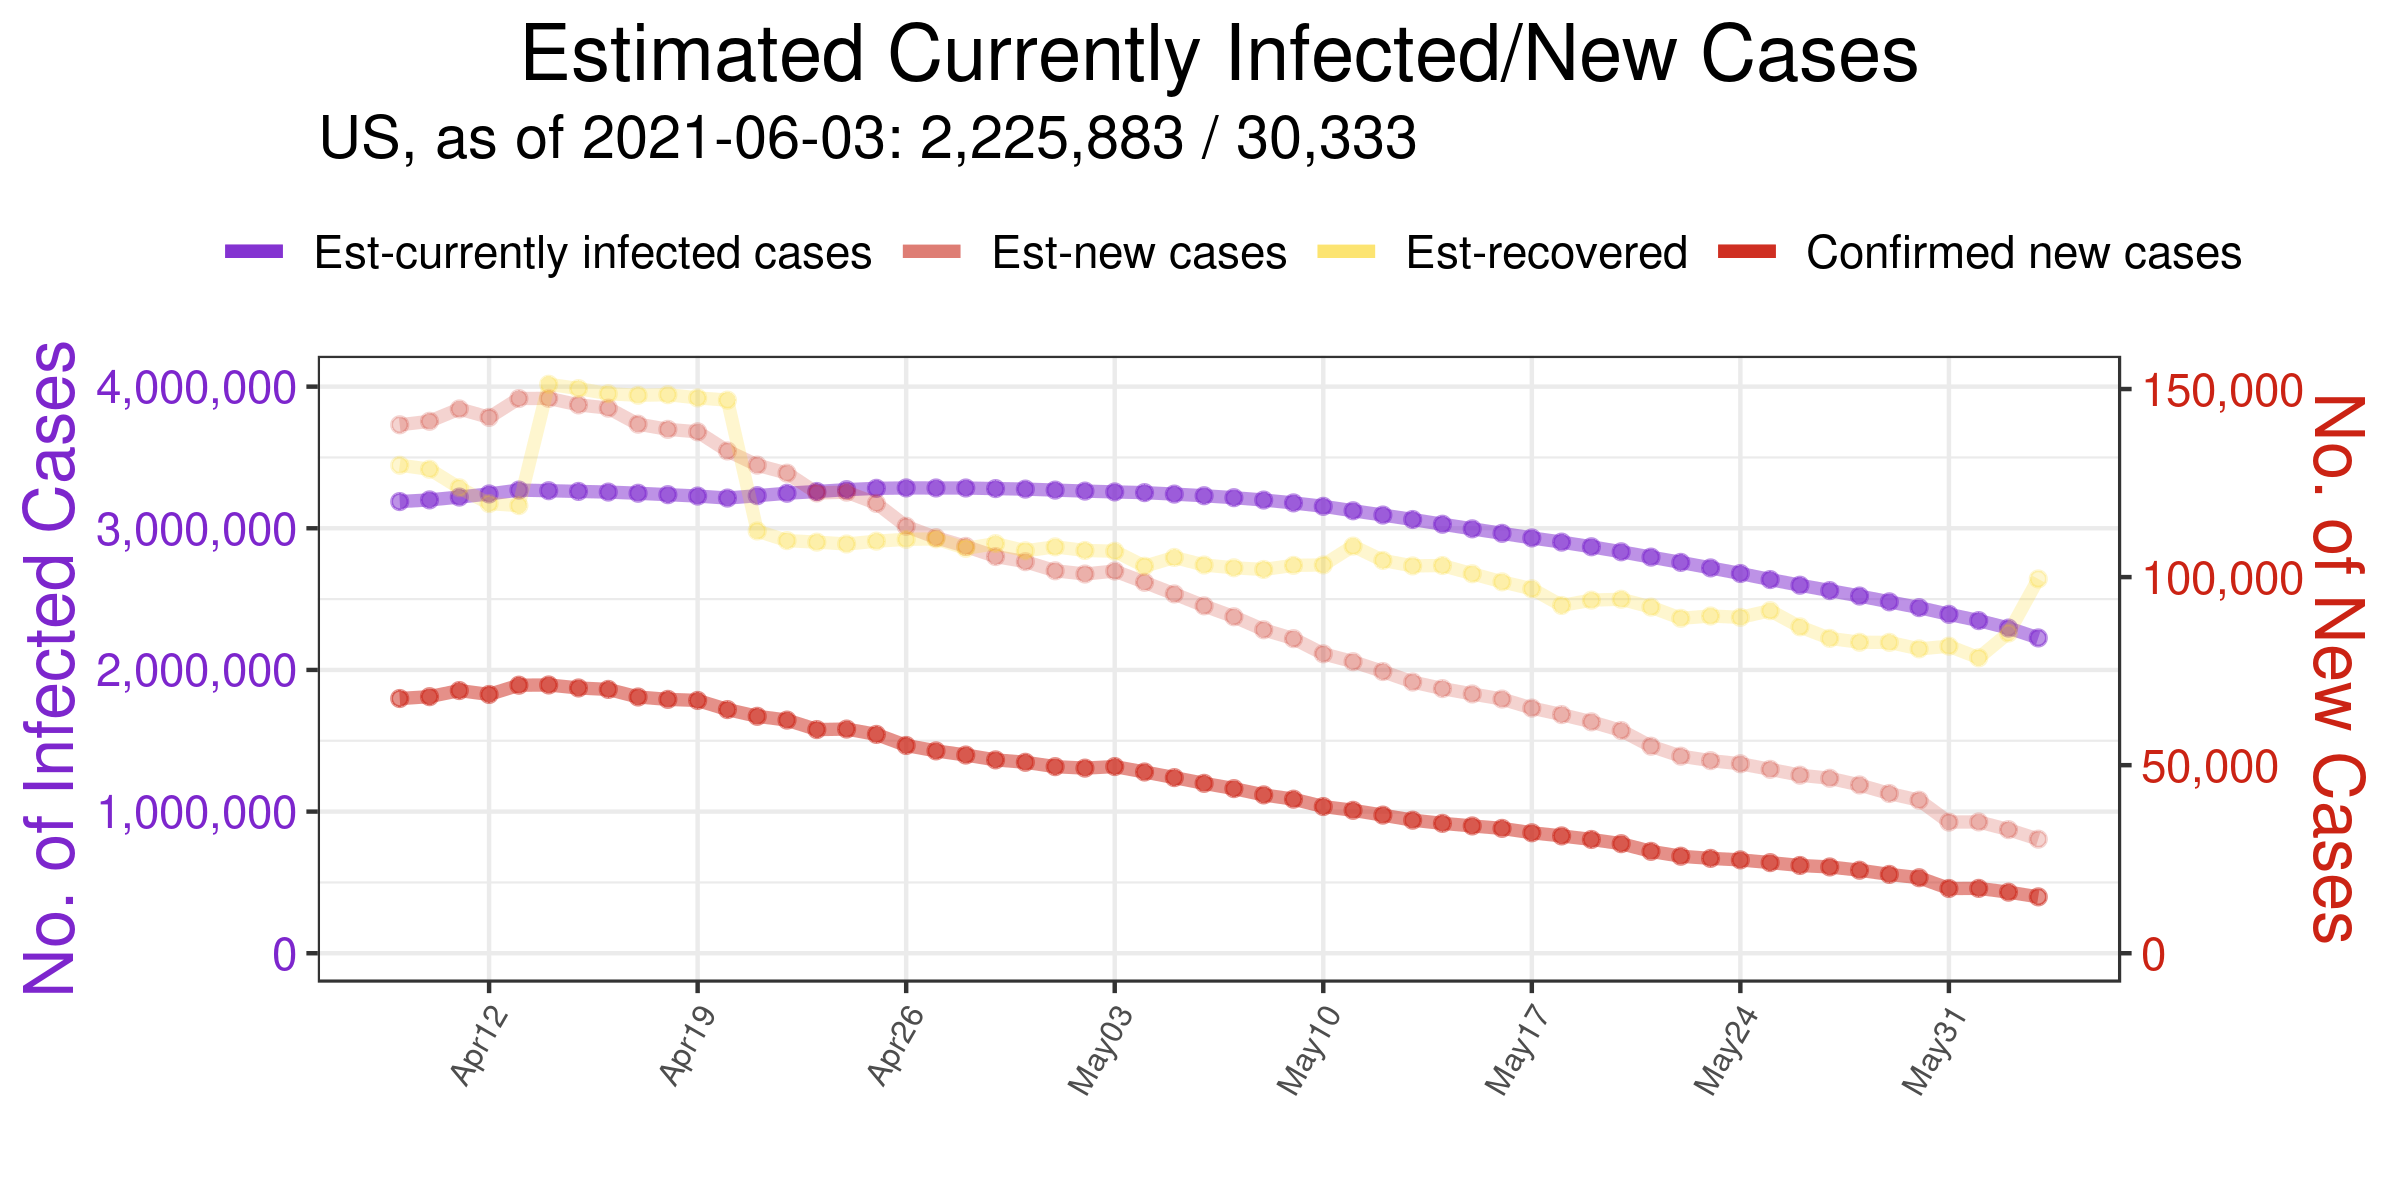 Estimated Currently Infected/New Cases
US, as of 2021-06-03: 2,225,883 / 30,333
Est-currently infected cases Est-new cases Est-recovered Confirmed new cases
No. of Infected Cases
4,000,000
3,000,000
2,000,000
1,000,000
0
150,000
100,000
50,000
0
No. of New Cases
Apr12 Apr19 Apr26 May03 May10 May17 May24 May31